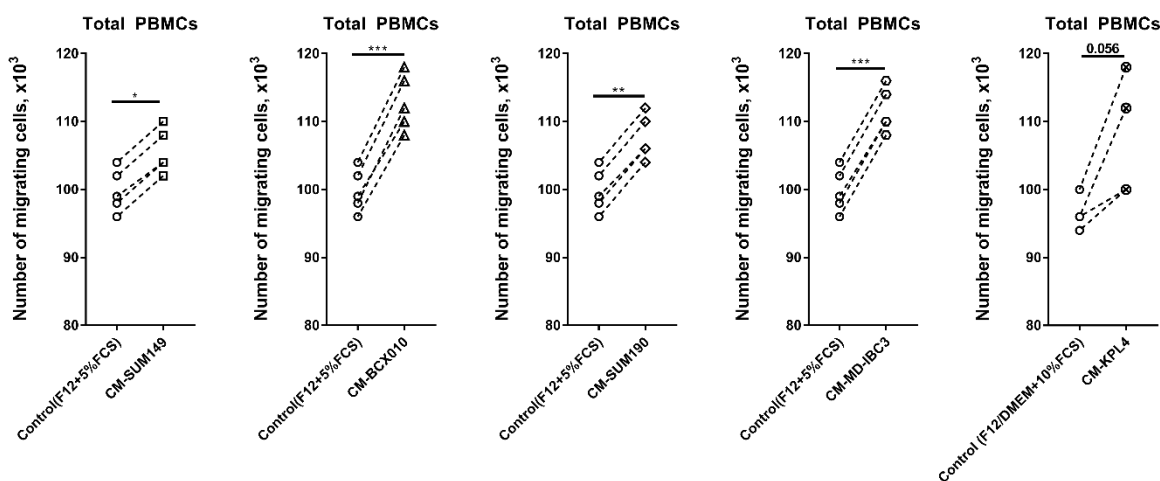 Total PBMCs
Number of migrating cells, x10³
120
110
100
90
80
*
Control(F12+5%FCS)
CM-SUM149
Total PBMCs
Number of migrating cells, x10³
120
110
100
90
80
***
Control(F12+5%FCS)
CM-BCX010
Total PBMCs
Number of migrating cells, x10³
120
110
100
90
80
**
Control(F12+5%FCS)
CM-SUM190
Total PBMCs
Number of migrating cells, x10³
120
110
100
90
80
***
Control(F12+5%FCS)
CM-MD-IBC3
Total PBMCs
Number of migrating cells, x10³
120
110
100
90
80
0.056
Control (F12/DMEM+10%FCS)
CM-KPL4